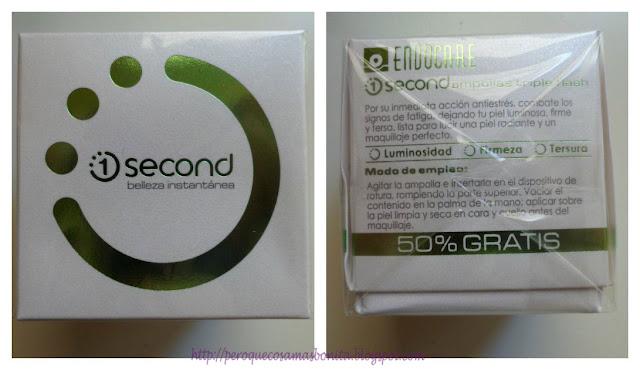 1 second
belleza instantánea
ENDOCARE
1 second ampollas triple flash
Por su inmediata acción antiestrés, combate los
signos de fatiga, dejando tu piel luminosa, firme
y tersa, lista para lucir una piel radiante y un
maquillaje perfecto.
Luminosidad Firmeza Tersura
Modo de empleo:
Agitar la ampolla e insertarla en el dispositivo de
rotura, rompiendo la parte superior. Vaciar el
contenido en la palma de la mano; aplicar sobre
la piel limpia y seca en cara y cuello antes del
maquillaje.
50% GRATIS
http://peroquecosamasbonita.blogspot.com